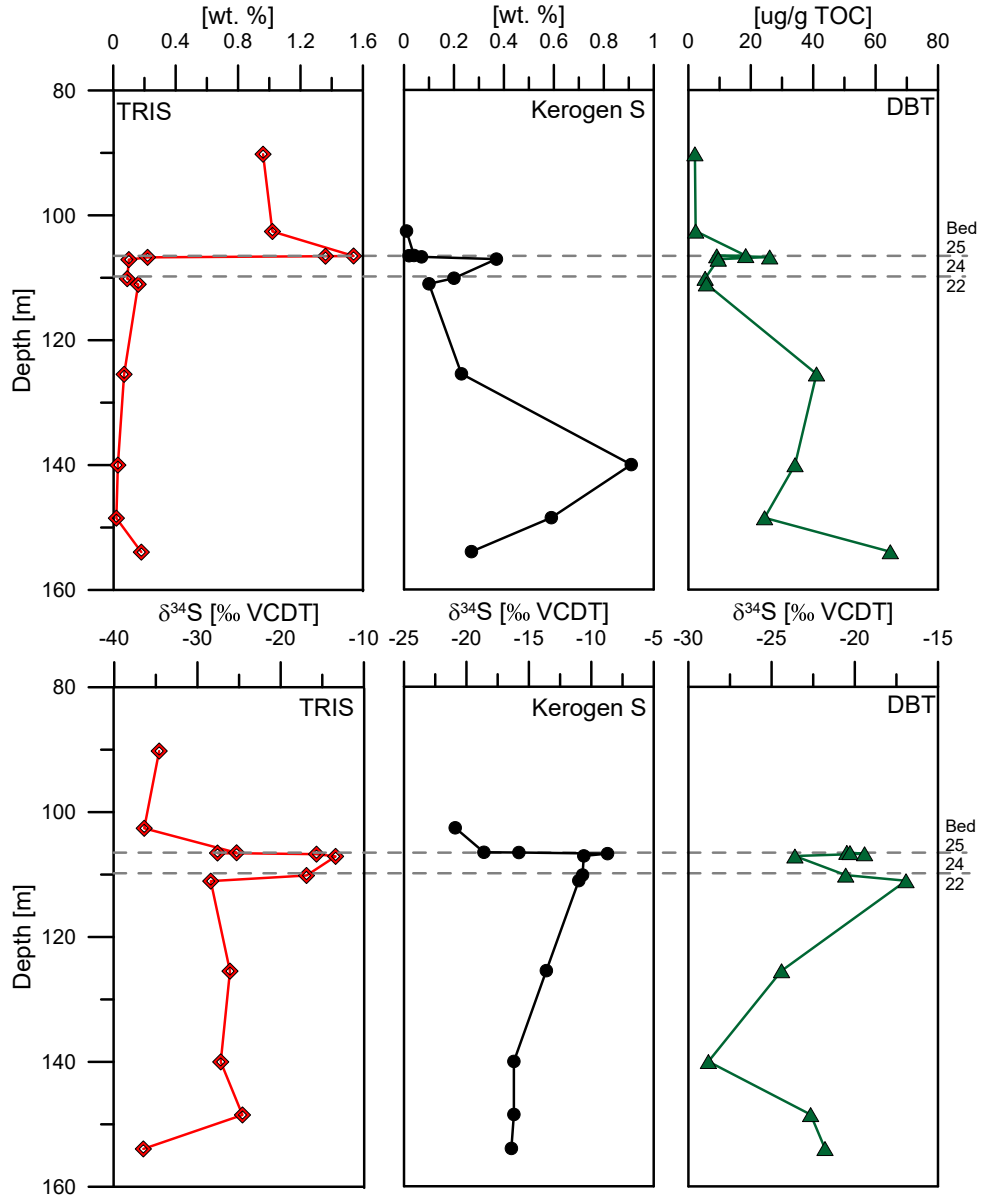 [wt. %] [wt. %] [ug/g TOC]
0 0.4 0.8 1.2 1.6 0 0.2 0.4 0.6 0.8 1 0 20 40 60 80
80
TRIS Kerogen S DBT
100
Bed
25
24
22
120
Depth [m]
140
160
δ³⁴S [‰ VCDT] δ³⁴S [‰ VCDT] δ³⁴S [‰ VCDT]
-40 -30 -20 -10 -25 -20 -15 -10 -5 -30 -25 -20 -15
80
TRIS Kerogen S DBT
100
Bed
25
24
22
120
Depth [m]
140
160